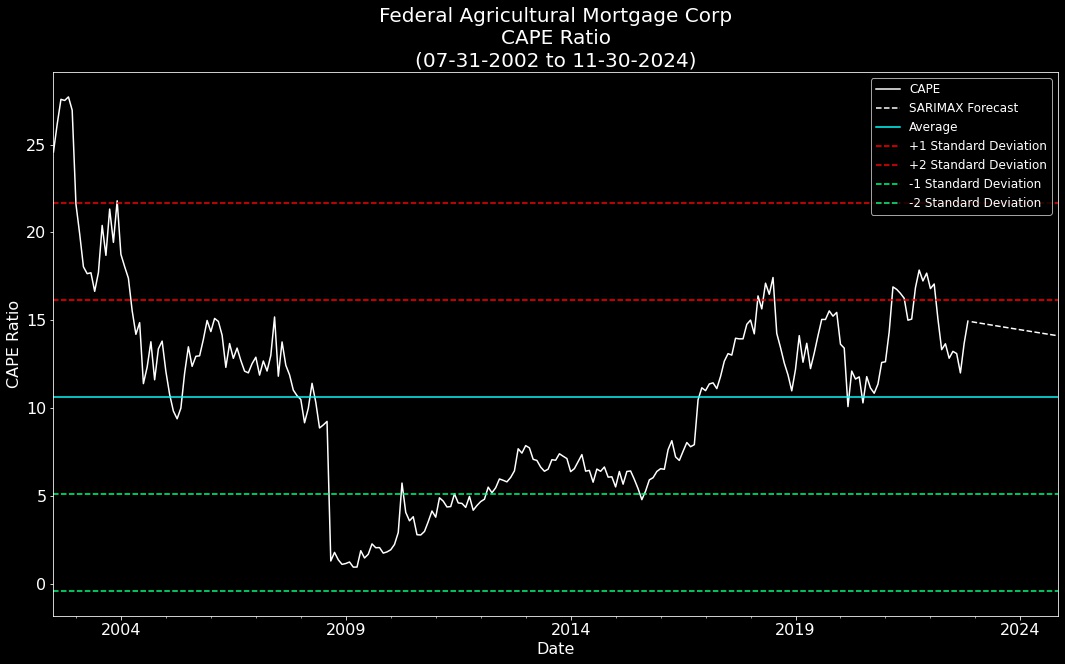 Federal Agricultural Mortgage Corp
CAPE Ratio
(07-31-2002 to 11-30-2024)
CAPE
SARIMAX Forecast
Average
+1 Standard Deviation
+2 Standard Deviation
-1 Standard Deviation
-2 Standard Deviation
CAPE Ratio
25
20
15
10
5
0
2004 2009 2014 2019 2024
Date